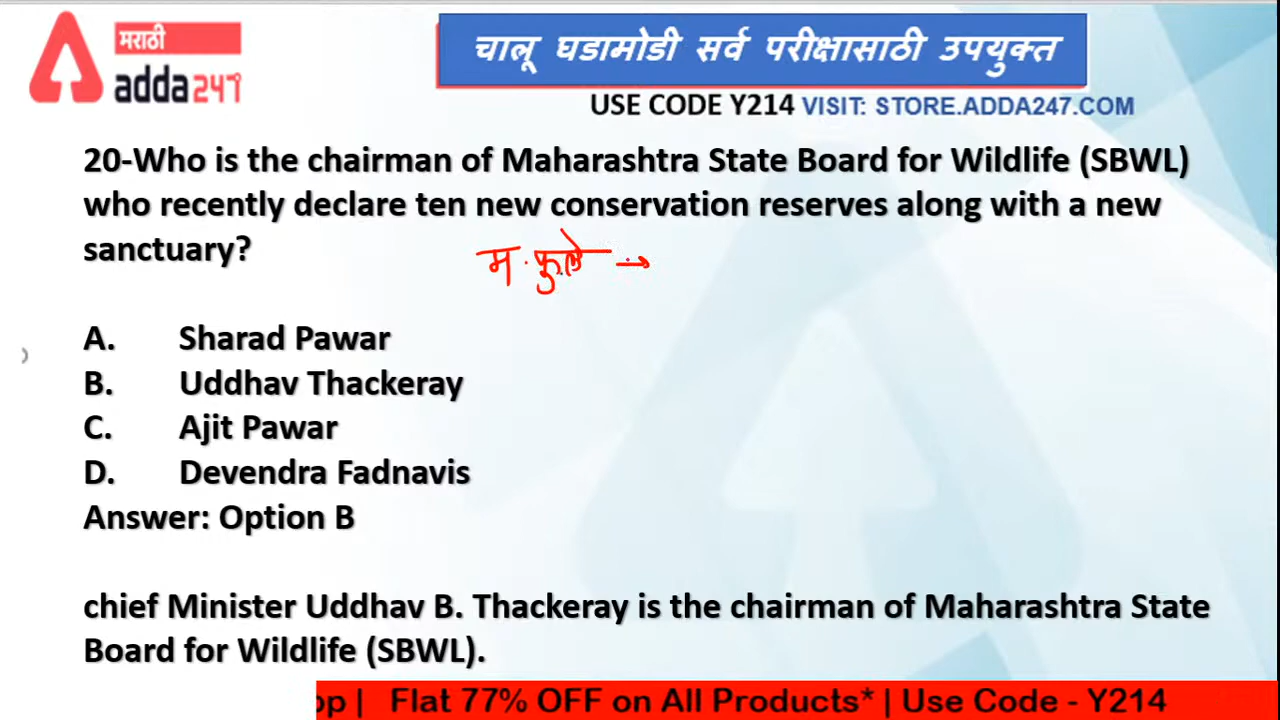 मराठी
adda247
चालू घडामोडी सर्व परीक्षासाठी उपयुक्त
USE CODE Y214 VISIT: STORE.ADDA247.COM
20-Who is the chairman of Maharashtra State Board for Wildlife (SBWL)
who recently declare ten new conservation reserves along with a new
sanctuary?
म. फुले →
A. Sharad Pawar
B. Uddhav Thackeray
C. Ajit Pawar
D. Devendra Fadnavis
Answer: Option B
chief Minister Uddhav B. Thackeray is the chairman of Maharashtra State
Board for Wildlife (SBWL).
op | Flat 77% OFF on All Products* | Use Code - Y214